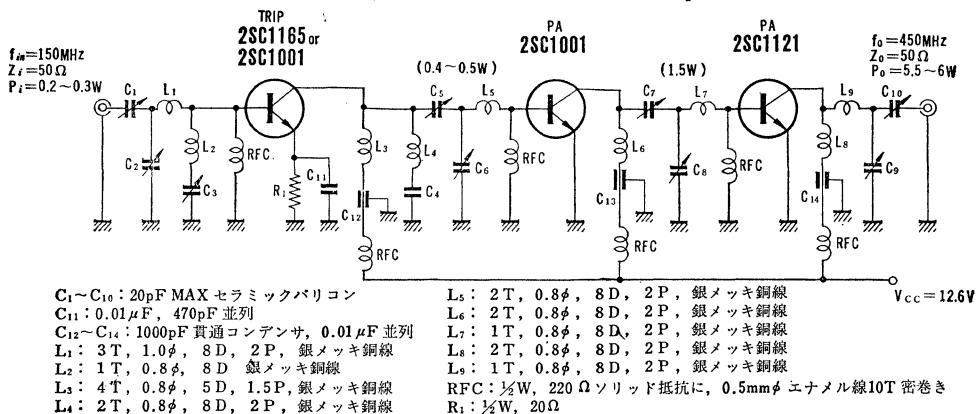 TRIP
2SC1165 or
2SC1001
PA
2SC1001
PA
2SC1121
fin=150MHz
Zi=50Ω
Pi=0.2~0.3W
(0.4~0.5W)
(1.5W)
f0=450MHz
Z0=50Ω
P0=5.5~6W
C1
L1
C2
L2
C3
RFC
R1
C11
L3
C12
RFC
L4
C4
C5
L5
C6
RFC
L6
C13
RFC
C7
L7
C8
RFC
L8
C14
RFC
L9
C10
C9
VCC=12.6V
C1~C10:20pF MAX セラミックバリコン
C11:0.01μF, 470pF 並列
C12~C14:1000pF 貫通コンデンサ, 0.01μF 並列
L1: 3T, 1.0φ, 8D, 2P, 銀メッキ銅線
L2: 1T, 0.8φ, 8D 銀メッキ銅線
L3: 4T, 0.8φ, 5D, 1.5P, 銀メッキ銅線
L4: 2T, 0.8φ, 8D, 2P, 銀メッキ銅線
L5: 2T, 0.8φ, 8D, 2P, 銀メッキ銅線
L6: 2T, 0.8φ, 8D, 2P, 銀メッキ銅線
L7: 1T, 0.8φ, 8D, 2P, 銀メッキ銅線
L8: 2T, 0.8φ, 8D, 2P, 銀メッキ銅線
L9: 1T, 0.8φ, 8D, 2P, 銀メッキ銅線
RFC: ½W, 220Ωソリッド抵抗に, 0.5mmφ エナメル線10T 密巻き
R1: ½W, 20Ω